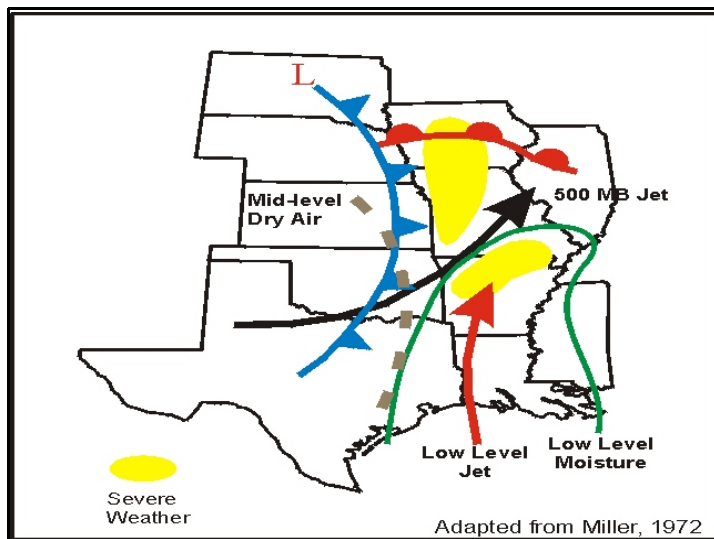 L
Mid-level
Dry Air
500 MB Jet
Low Level
Jet
Low Level
Moisture
Severe
Weather
Adapted from Miller, 1972